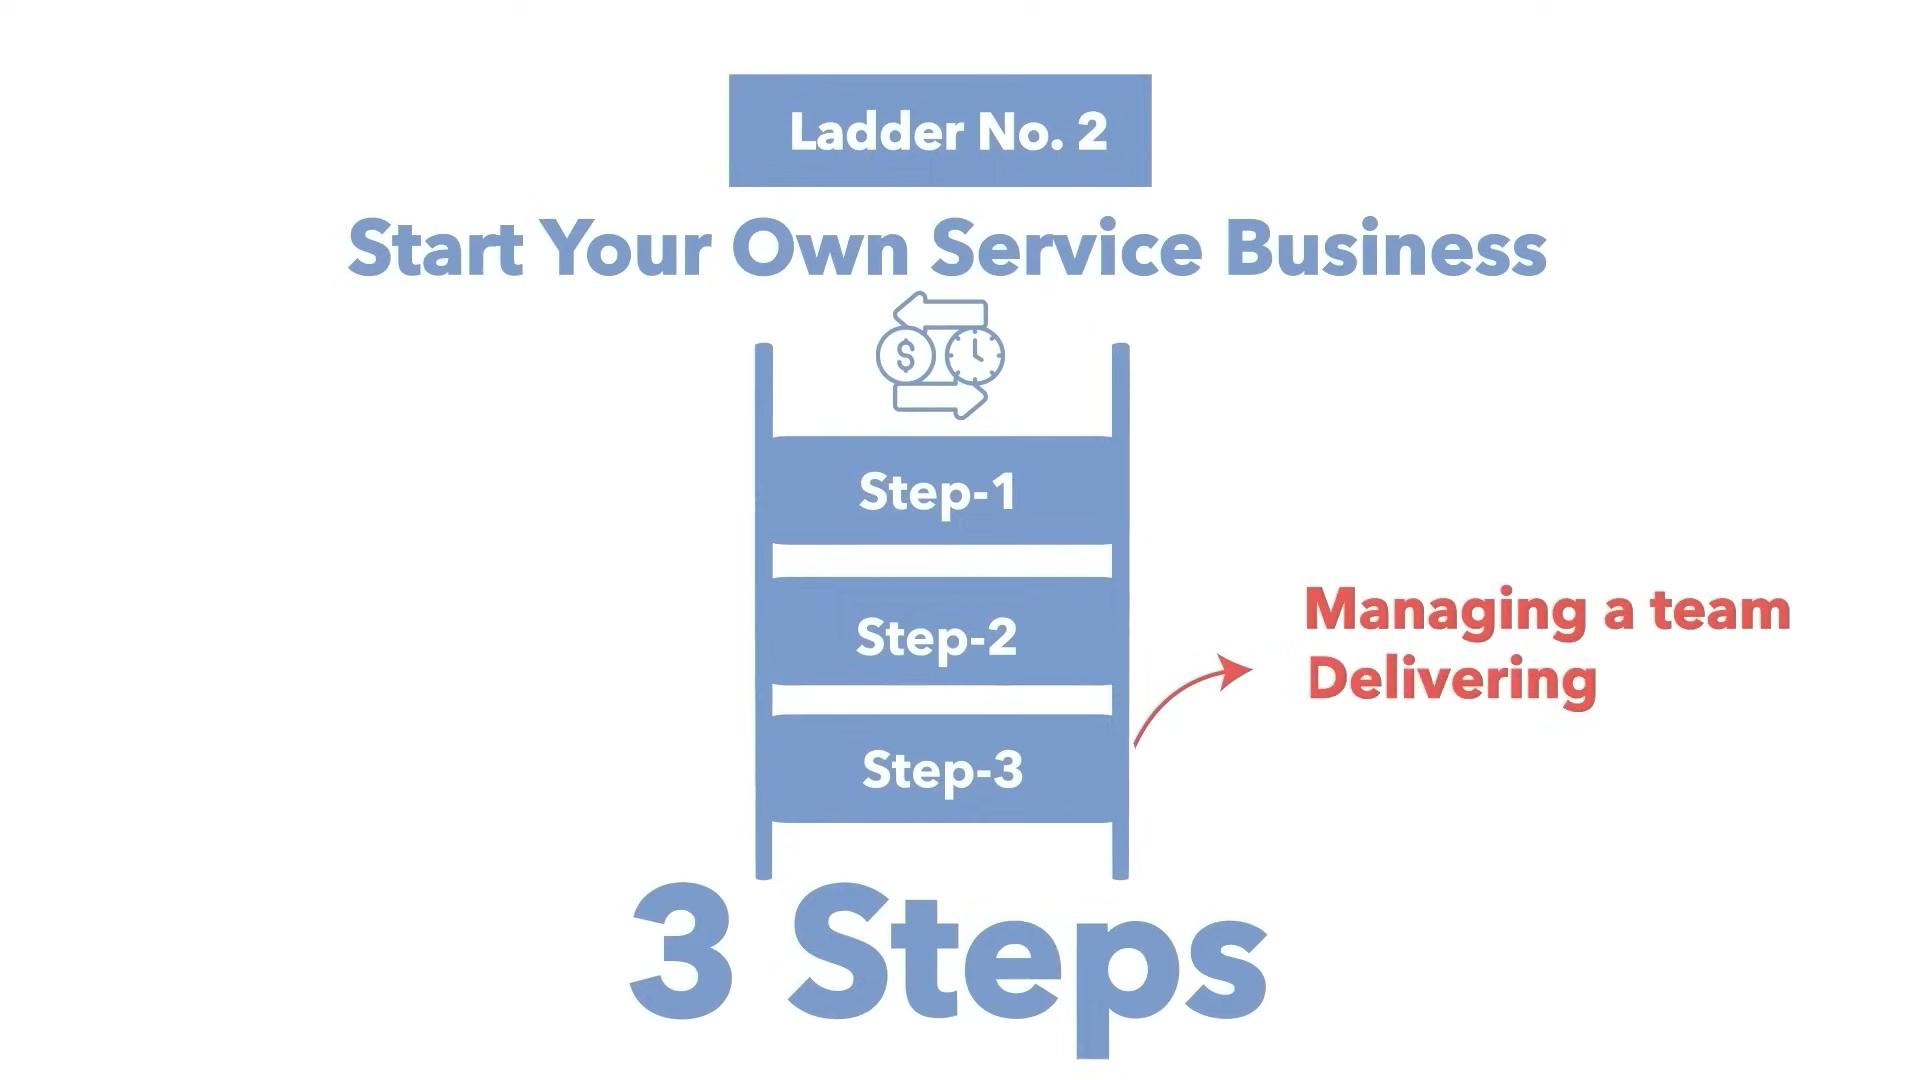 Ladder No. 2
Start Your Own Service Business
$
Step-1
Step-2
Step-3
Managing a team
Delivering
3 Steps